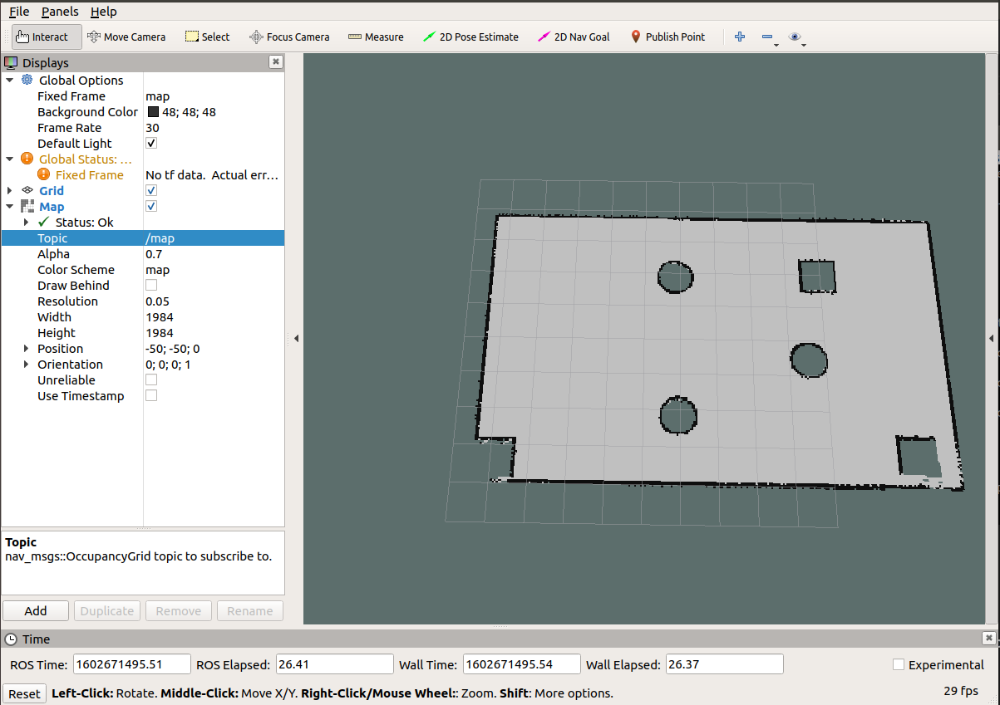 File Panels Help
Interact Move Camera Select Focus Camera Measure 2D Pose Estimate 2D Nav Goal Publish Point
Displays
Global Options
Fixed Frame map
Background Color 48; 48; 48
Frame Rate 30
Default Light
Global Status: ...
Fixed Frame No tf data.  Actual err...
Grid
Map
Status: Ok
Topic /map
Alpha 0.7
Color Scheme map
Draw Behind
Resolution 0.05
Width 1984
Height 1984
Position -50; -50; 0
Orientation 0; 0; 0; 1
Unreliable
Use Timestamp
Topic
nav_msgs::OccupancyGrid topic to subscribe to.
Add Duplicate Remove Rename
Time
ROS Time: 1602671495.51 ROS Elapsed: 26.41 Wall Time: 1602671495.54 Wall Elapsed: 26.37 Experimental
Reset Left-Click: Rotate. Middle-Click: Move X/Y. Right-Click/Mouse Wheel:: Zoom. Shift: More options. 29 fps